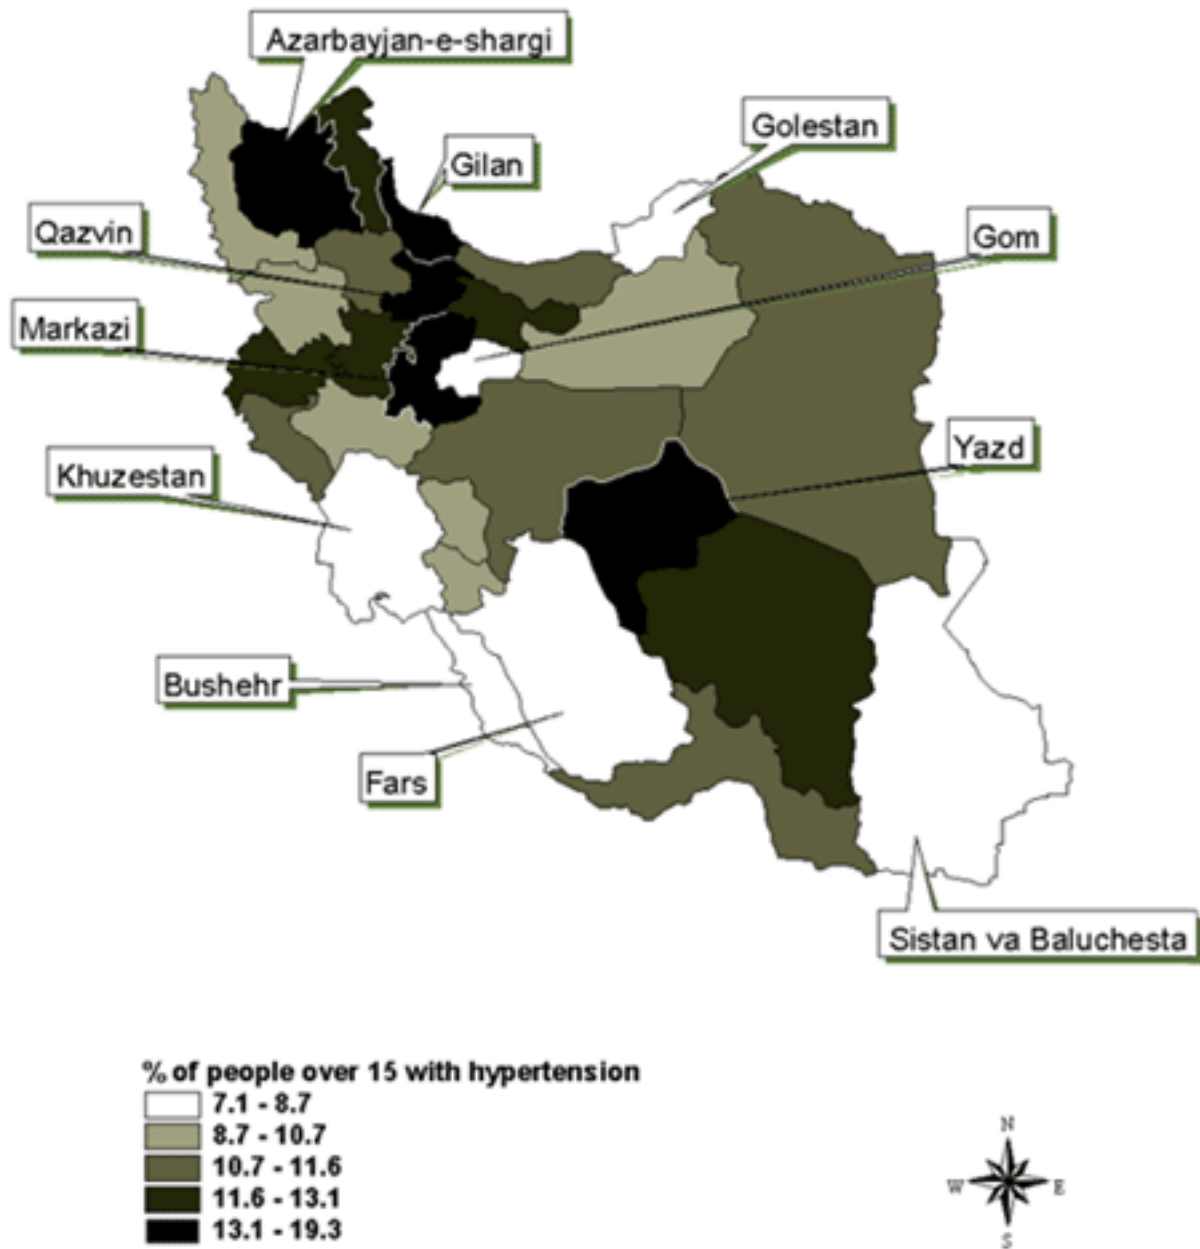 Azarbayjan-e-shargi
Golestan
Gilan
Qazvin
Gom
Markazi
Yazd
Khuzestan
Bushehr
Fars
Sistan va Baluchesta
% of people over 15 with hypertension
7.1 - 8.7
8.7 - 10.7
10.7 - 11.6
11.6 - 13.1
13.1 - 19.3
N
W E
S